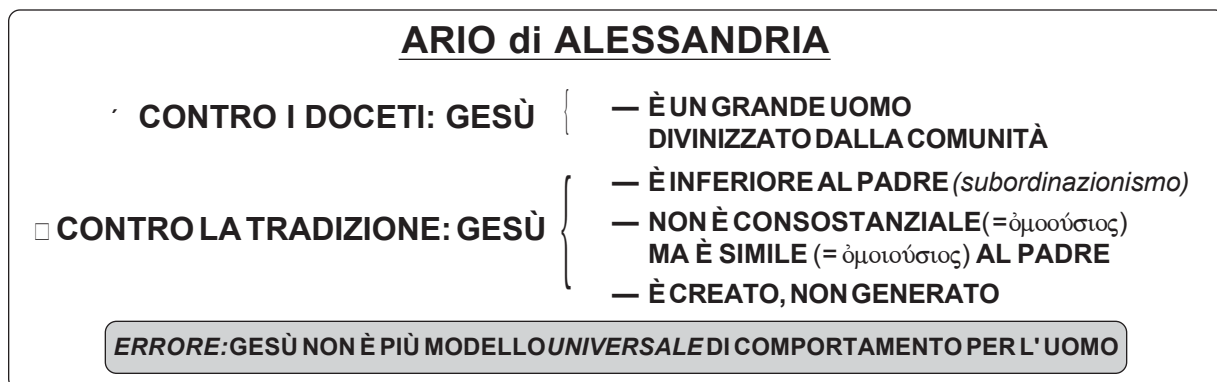 ARIO di ALESSANDRIA
CONTRO I DOCETI: GESÙ
— È UN GRANDE UOMO
DIVINIZZATO DALLA COMUNITÀ
CONTRO LA TRADIZIONE: GESÙ
— È INFERIORE AL PADRE (subordinazionismo)
— NON È CONSOSTANZIALE (=ὁμοούσιος)
MA È SIMILE (= ὁμοιούσιος) AL PADRE
— È CREATO, NON GENERATO
ERRORE: GESÙ NON È PIÙ MODELLO UNIVERSALE DI COMPORTAMENTO PER L' UOMO